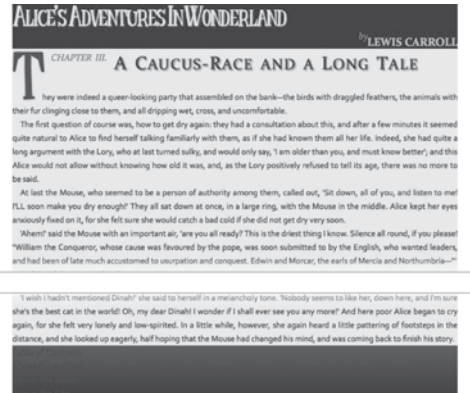 ALICE'S ADVENTURES IN WONDERLAND
by LEWIS CARROLL
CHAPTER III. A CAUCUS-RACE AND A LONG TALE
They were indeed a queer-looking party that assembled on the bank—the birds with draggled feathers, the animals with
their fur clinging close to them, and all dripping wet, cross, and uncomfortable.
The first question of course was, how to get dry again: they had a consultation about this, and after a few minutes it seemed
quite natural to Alice to find herself talking familiarly with them, as if she had known them all her life. Indeed, she had quite a
long argument with the Lory, who at last turned sulky, and would only say, 'I am older than you, and must know better'; and this
Alice would not allow without knowing how old it was, and, as the Lory positively refused to tell its age, there was no more to
be said.
At last the Mouse, who seemed to be a person of authority among them, called out, 'Sit down, all of you, and listen to me!
I'LL soon make you dry enough!' They all sat down at once, in a large ring, with the Mouse in the middle. Alice kept her eyes
anxiously fixed on it, for she felt sure she would catch a bad cold if she did not get dry very soon.
'Ahem!' said the Mouse with an important air, 'are you all ready? This is the driest thing I know. Silence all round, if you please!
"William the Conqueror, whose cause was favoured by the pope, was soon submitted to by the English, who wanted leaders,
and had been of late much accustomed to usurpation and conquest. Edwin and Morcar, the earls of Mercia and Northumbria—"'
'I wish I hadn't mentioned Dinah!' she said to herself in a melancholy tone. 'Nobody seems to like her, down here, and I'm sure
she's the best cat in the world! Oh, my dear Dinah! I wonder if I shall ever see you any more!' And here poor Alice began to cry
again, for she felt very lonely and low-spirited. In a little while, however, she again heard a little pattering of footsteps in the
distance, and she looked up eagerly, half hoping that the Mouse had changed his mind, and was coming back to finish his story.